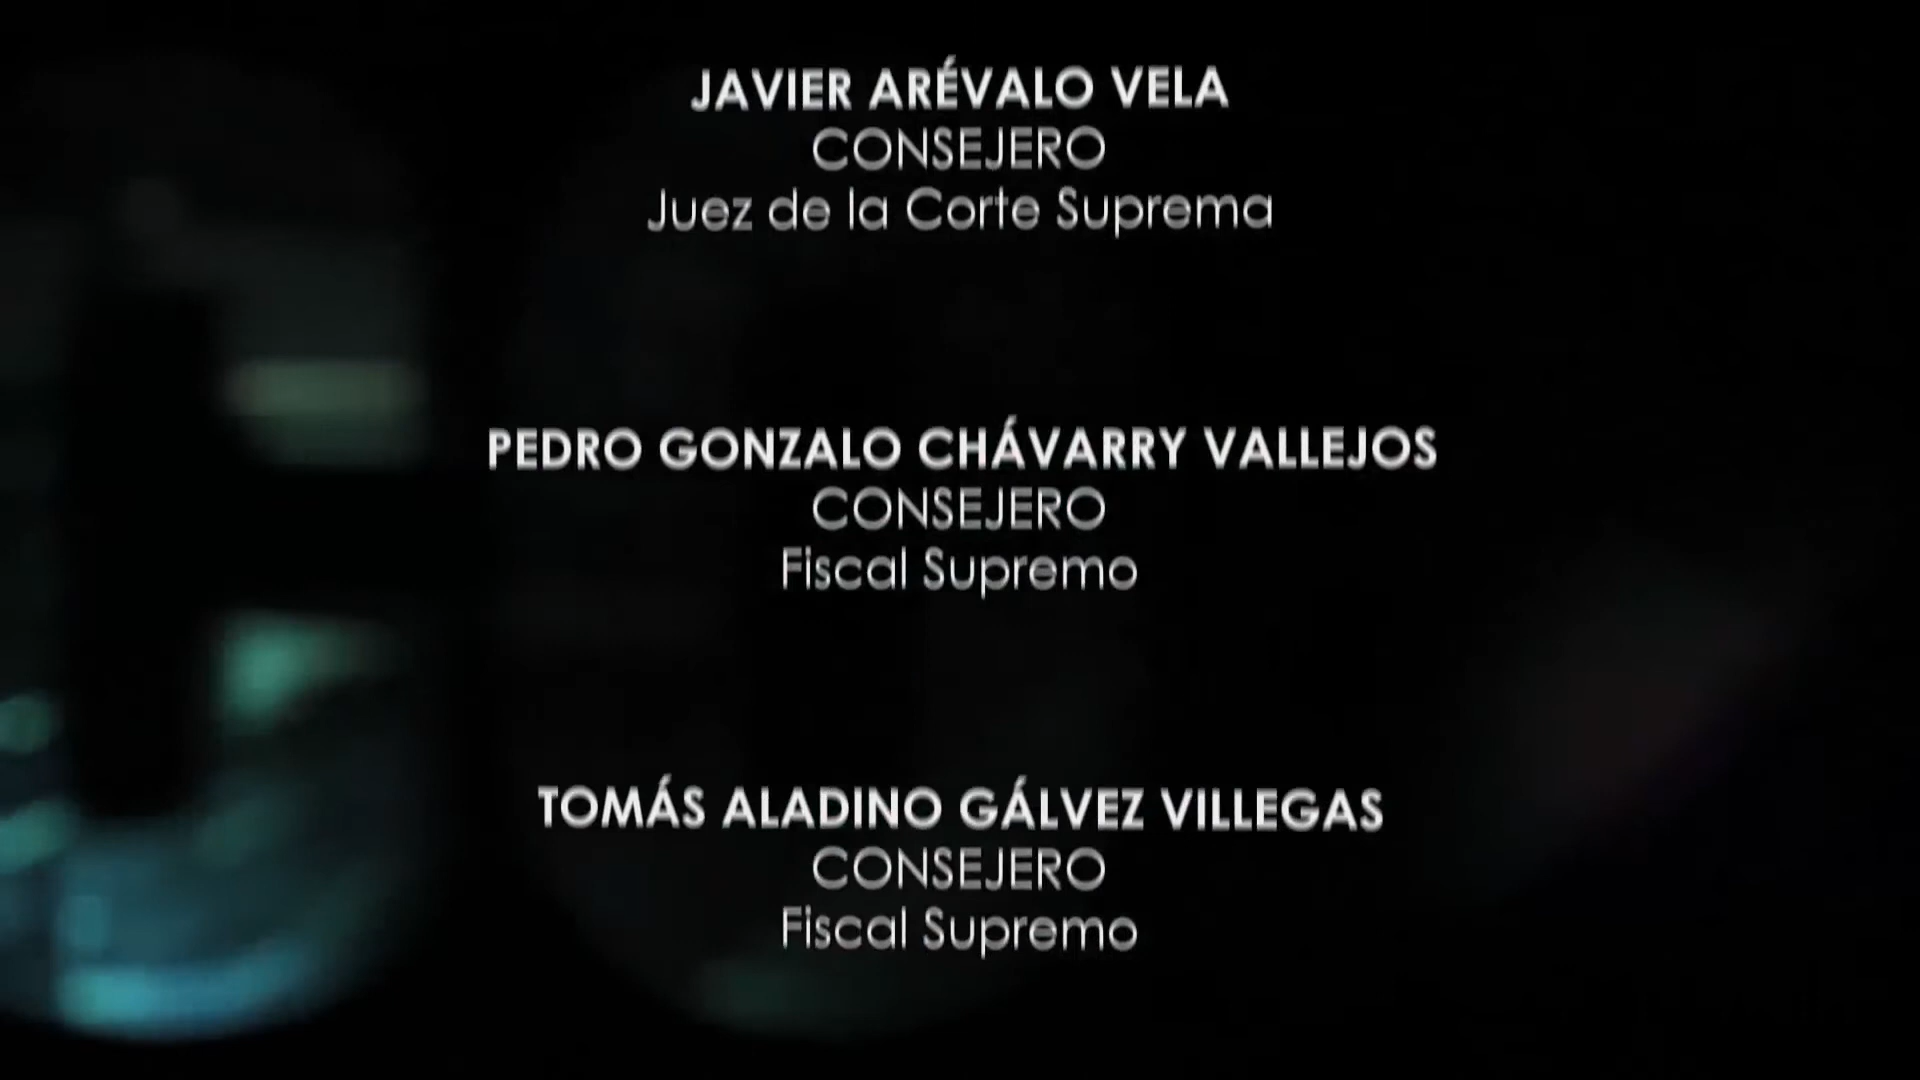 JAVIER ARÉVALO VELA
CONSEJERO
Juez de la Corte Suprema
PEDRO GONZALO CHÁVARRY VALLEJOS
CONSEJERO
Fiscal Supremo
TOMÁS ALADINO GÁLVEZ VILLEGAS
CONSEJERO
Fiscal Supremo